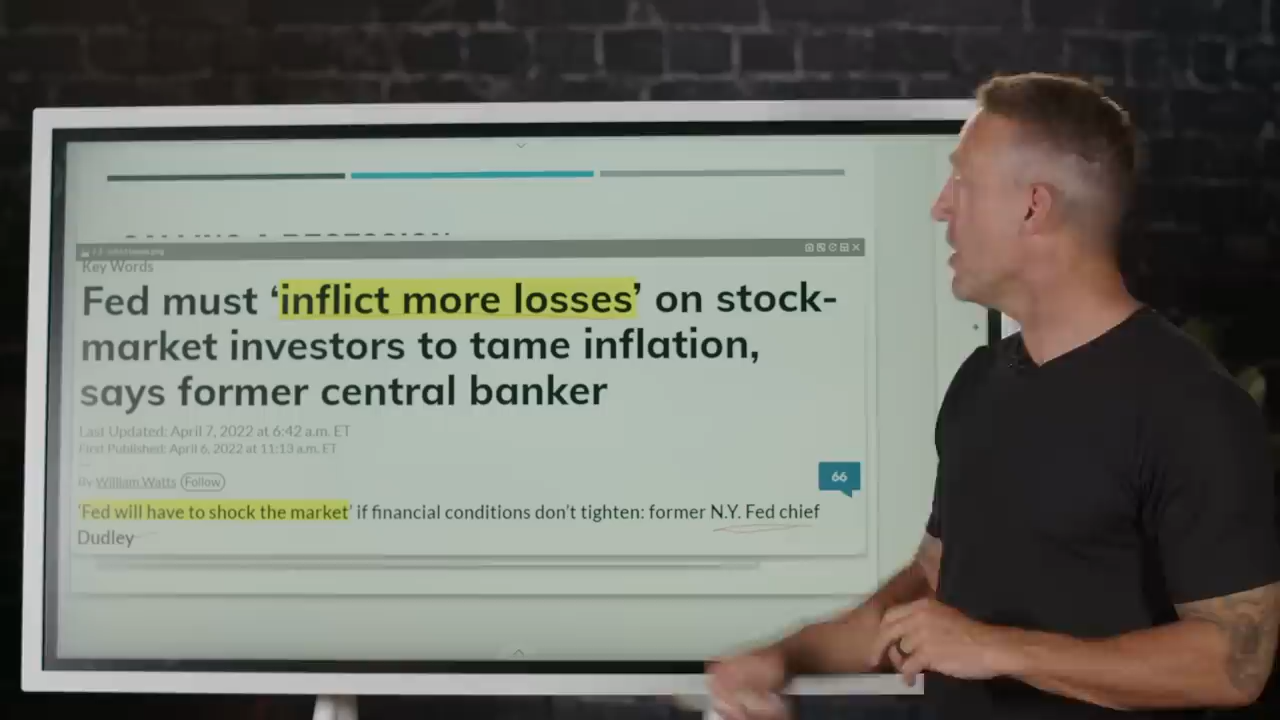 Key Words
Fed must ‘inflict more losses’ on stock-
market investors to tame inflation,
says former central banker
Last Updated: April 7, 2022 at 6:42 a.m. ET
First Published: April 6, 2022 at 11:13 a.m. ET
By William Watts Follow
66
‘Fed will have to shock the market’ if financial conditions don’t tighten: former N.Y. Fed chief
Dudley